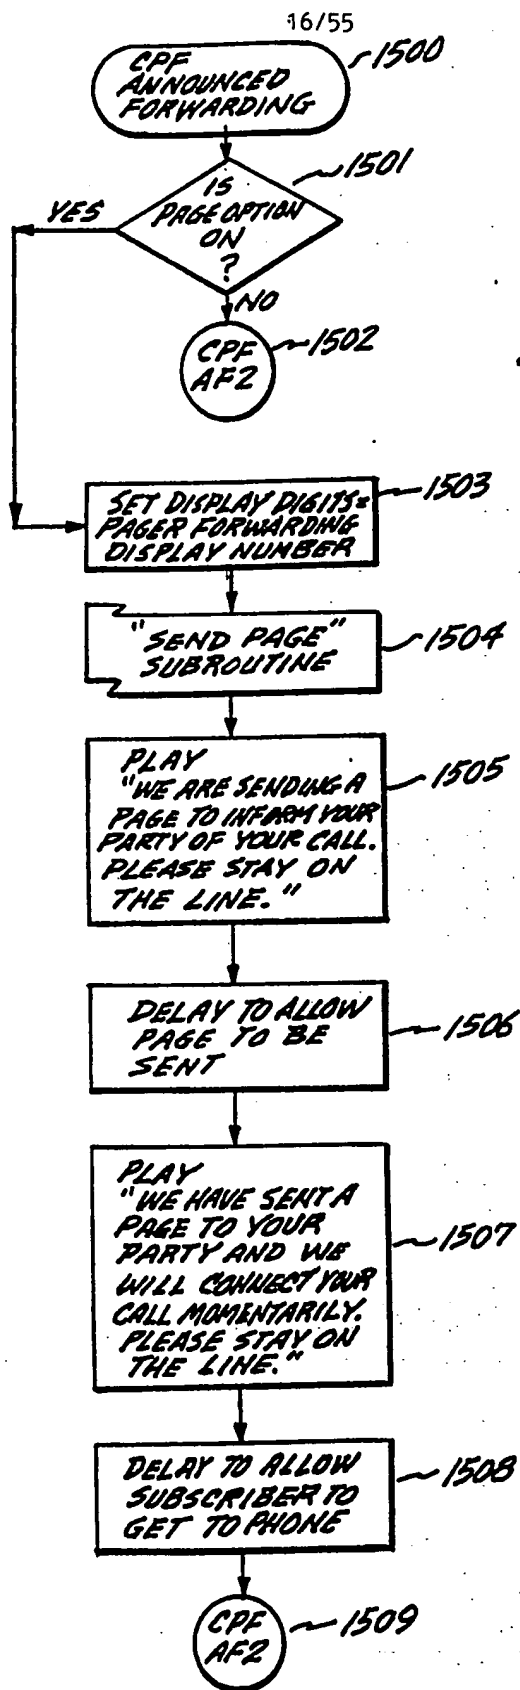 16/55
CPF
ANNOUNCED
FORWARDING
1500
IS
PAGE OPTION
ON
?
1501
YES
NO
CPF
AF2
1502
SET DISPLAY DIGITS=
PAGER FORWARDING
DISPLAY NUMBER
1503
"SEND PAGE"
SUBROUTINE
1504
PLAY
"WE ARE SENDING A
PAGE TO INFORM YOUR
PARTY OF YOUR CALL.
PLEASE STAY ON
THE LINE."
1505
DELAY TO ALLOW
PAGE TO BE
SENT
1506
PLAY
"WE HAVE SENT A
PAGE TO YOUR
PARTY AND WE
WILL CONNECT YOUR
CALL MOMENTARILY.
PLEASE STAY ON
THE LINE."
1507
DELAY TO ALLOW
SUBSCRIBER TO
GET TO PHONE
1508
CPF
AF2
1509